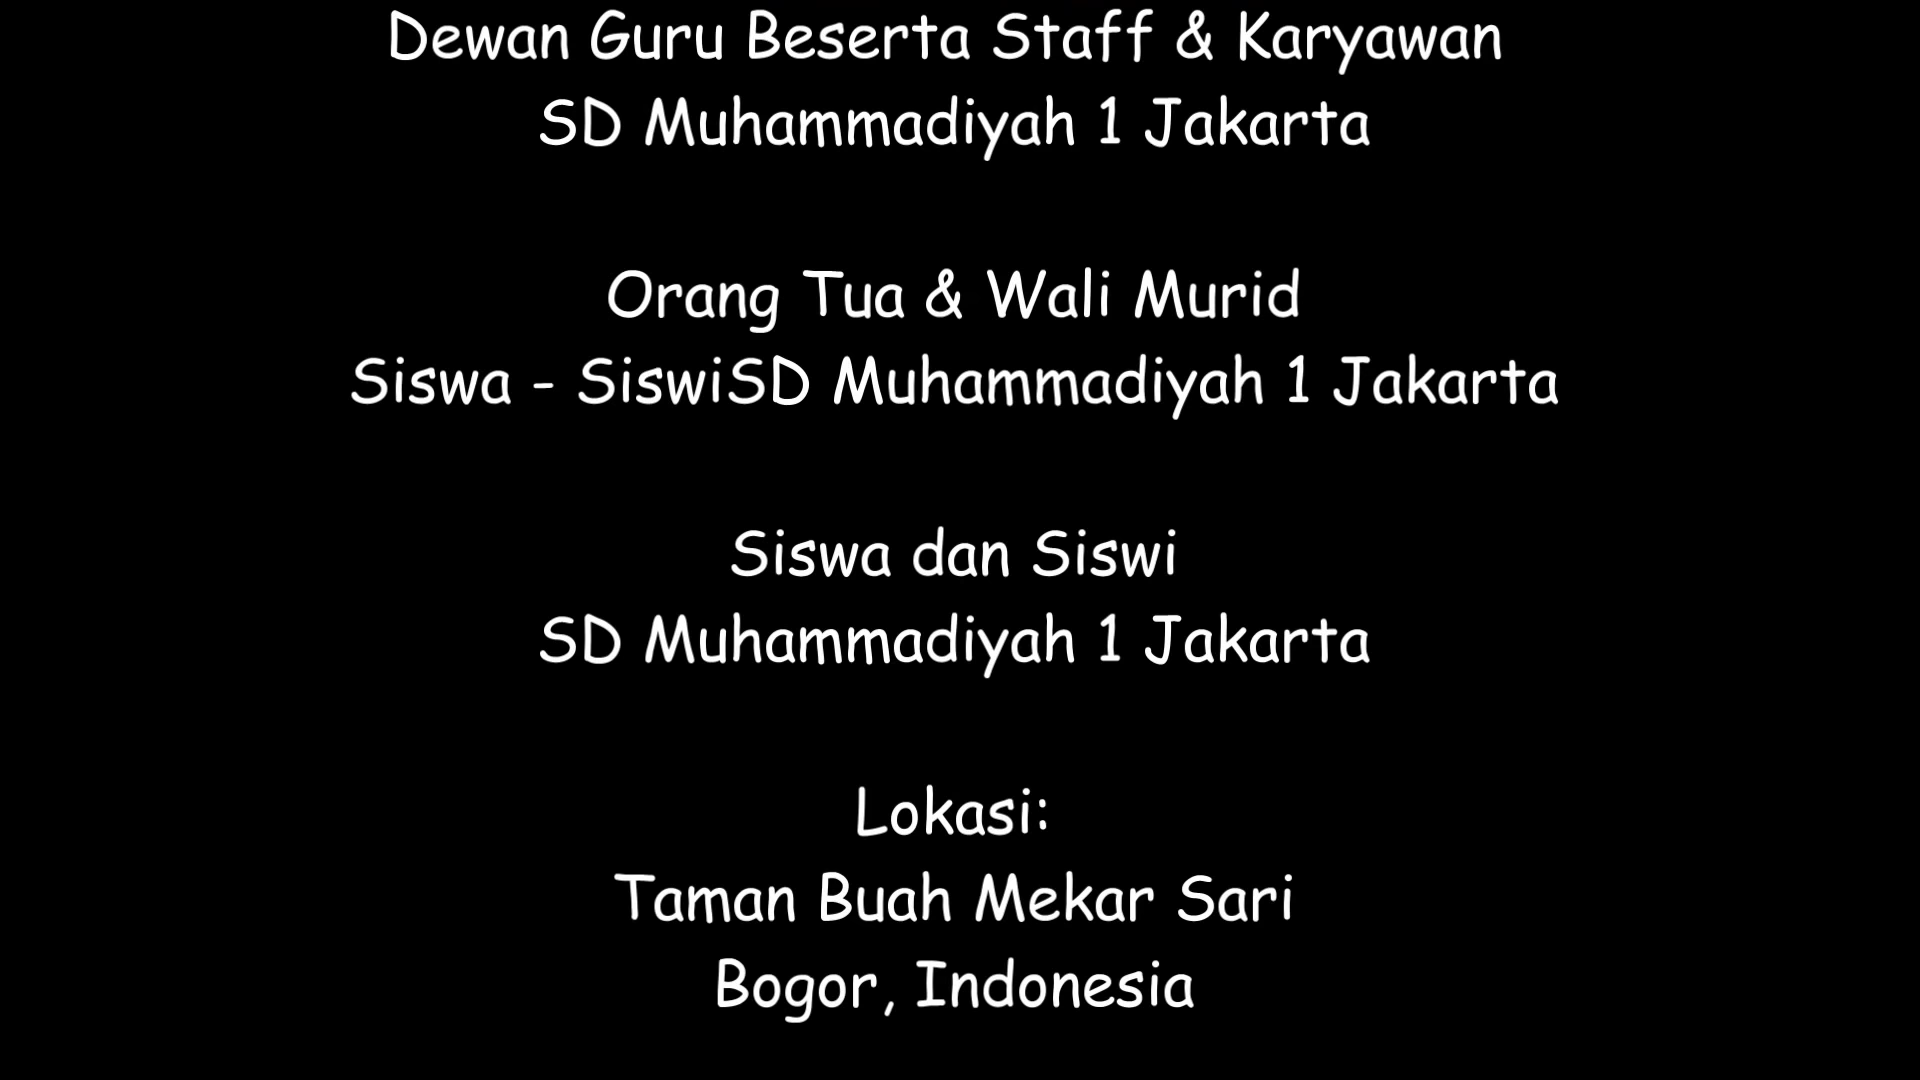 Dewan Guru Beserta Staff & Karyawan
SD Muhammadiyah 1 Jakarta
Orang Tua & Wali Murid
Siswa - SiswiSD Muhammadiyah 1 Jakarta
Siswa dan Siswi
SD Muhammadiyah 1 Jakarta
Lokasi:
Taman Buah Mekar Sari
Bogor, Indonesia